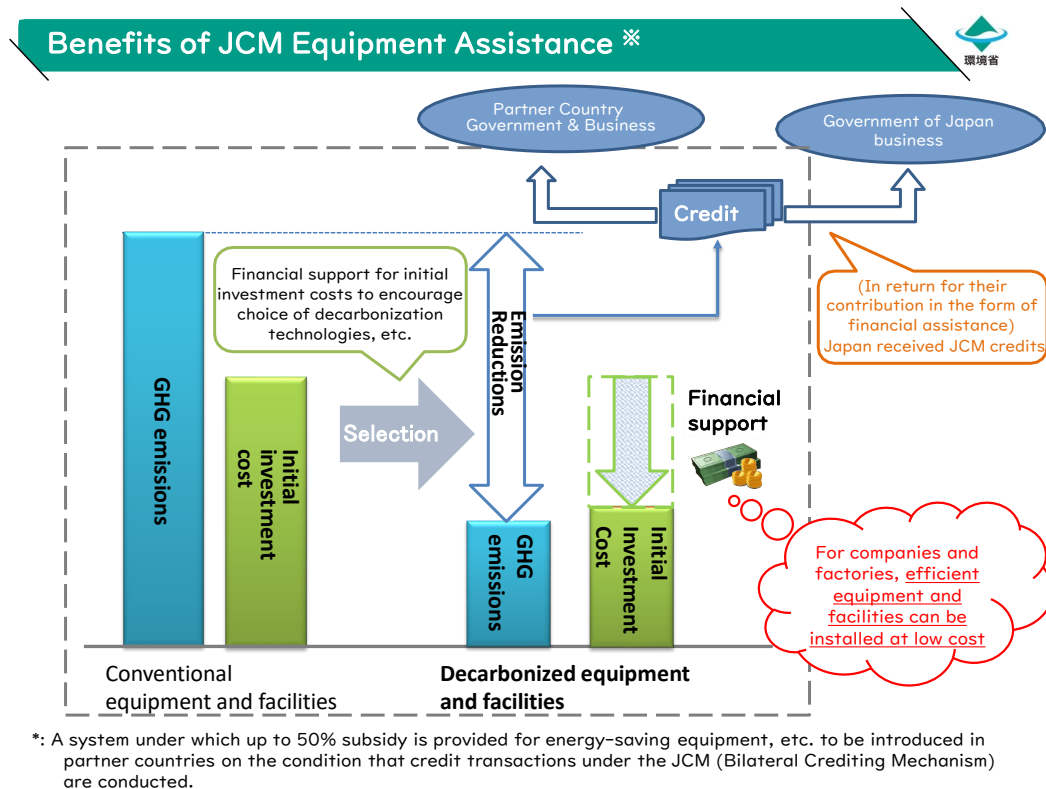 Benefits of JCM Equipment Assistance ※
環境省
Partner Country
Government & Business
Government of Japan
business
Credit
Financial support for initial
investment costs to encourage
choice of decarbonization
technologies, etc.
(In return for their
contribution in the form of
financial assistance)
Japan received JCM credits
GHG emissions
Initial
investment
cost
Selection
Emission
Reductions
GHG
emissions
Initial
Investment
Cost
Financial
support
For companies and
factories, efficient
equipment and
facilities can be
installed at low cost
Conventional
equipment and facilities
Decarbonized equipment
and facilities
*: A system under which up to 50% subsidy is provided for energy-saving equipment, etc. to be introduced in
partner countries on the condition that credit transactions under the JCM (Bilateral Crediting Mechanism)
are conducted.